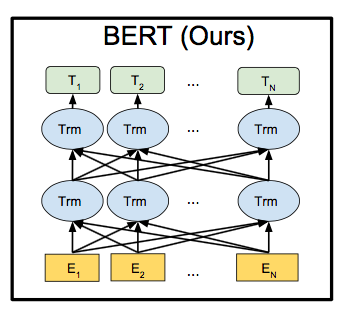 BERT (Ours)
T1 T2 ... TN
Trm Trm ... Trm
Trm Trm ... Trm
E1 E2 ... EN